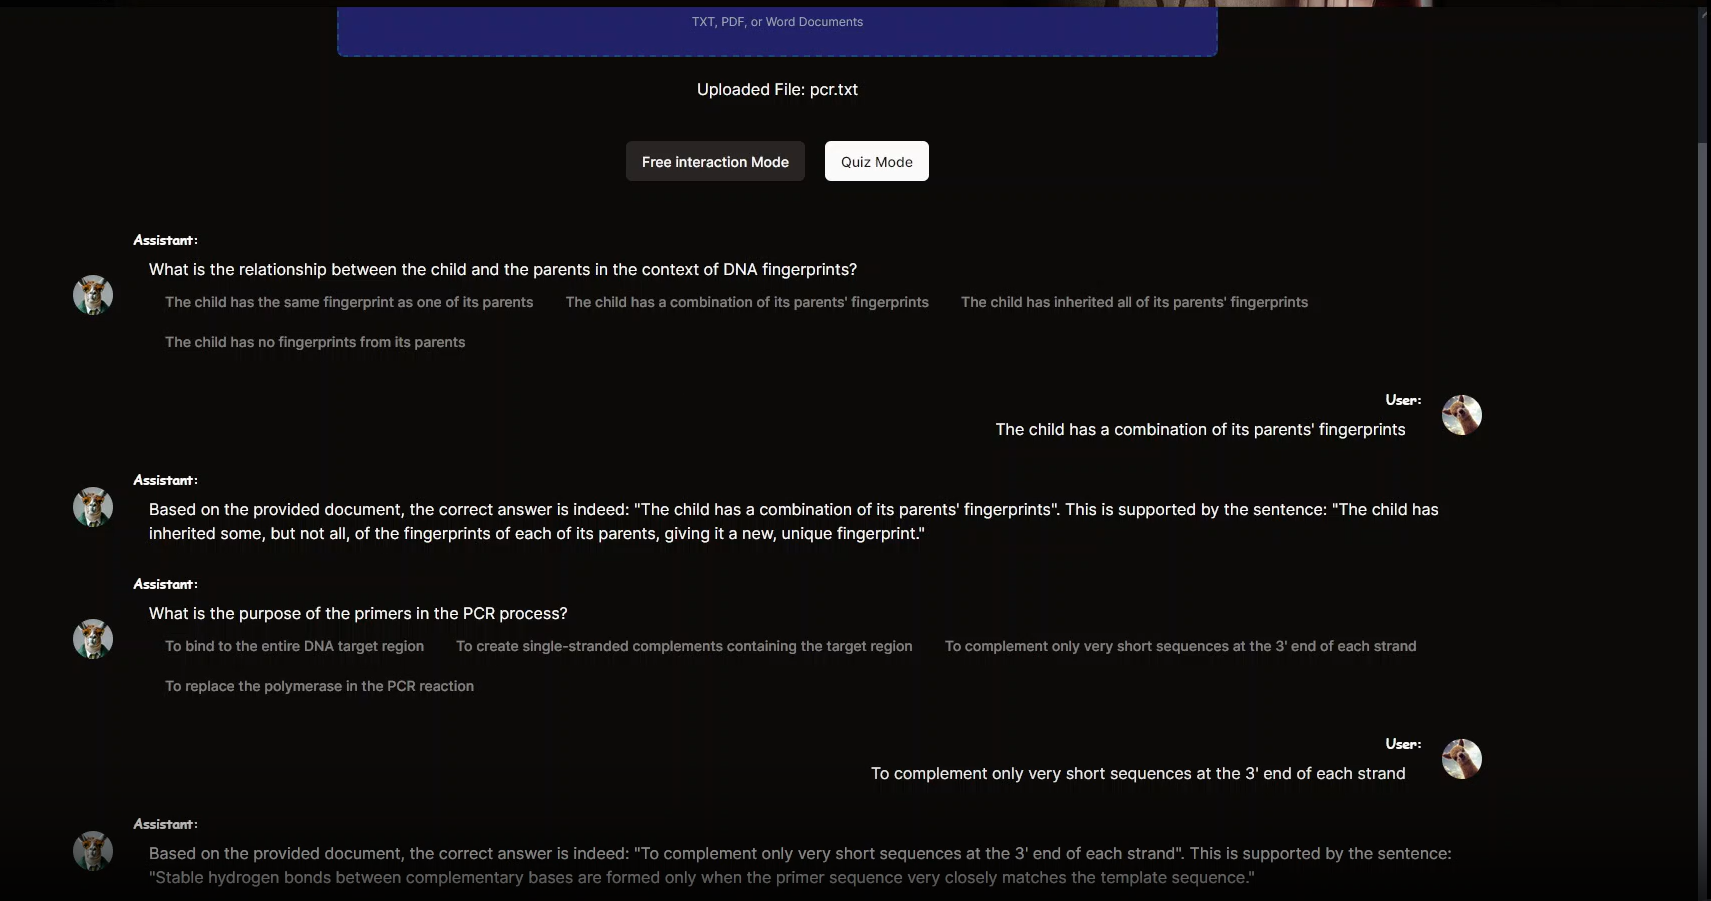 TXT, PDF, or Word Documents
Uploaded File: pcr.txt
Free interaction Mode
Quiz Mode
Assistant:
What is the relationship between the child and the parents in the context of DNA fingerprints?
The child has the same fingerprint as one of its parents
The child has a combination of its parents' fingerprints
The child has inherited all of its parents' fingerprints
The child has no fingerprints from its parents
User:
The child has a combination of its parents' fingerprints
Assistant:
Based on the provided document, the correct answer is indeed: "The child has a combination of its parents' fingerprints". This is supported by the sentence: "The child has
inherited some, but not all, of the fingerprints of each of its parents, giving it a new, unique fingerprint."
Assistant:
What is the purpose of the primers in the PCR process?
To bind to the entire DNA target region
To create single-stranded complements containing the target region
To complement only very short sequences at the 3' end of each strand
To replace the polymerase in the PCR reaction
User:
To complement only very short sequences at the 3' end of each strand
Assistant:
Based on the provided document, the correct answer is indeed: "To complement only very short sequences at the 3' end of each strand". This is supported by the sentence:
"Stable hydrogen bonds between complementary bases are formed only when the primer sequence very closely matches the template sequence."